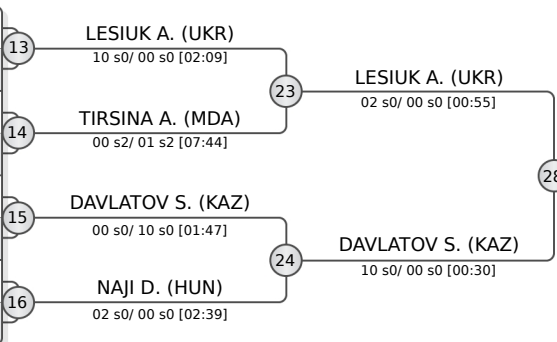 13
LESIUK A. (UKR)
10 s0/ 00 s0 [02:09]
23
LESIUK A. (UKR)
02 s0/ 00 s0 [00:55]
14
TIRSINA A. (MDA)
00 s2/ 01 s2 [07:44]
28
15
DAVLATOV S. (KAZ)
00 s0/ 10 s0 [01:47]
24
DAVLATOV S. (KAZ)
10 s0/ 00 s0 [00:30]
16
NAJI D. (HUN)
02 s0/ 00 s0 [02:39]